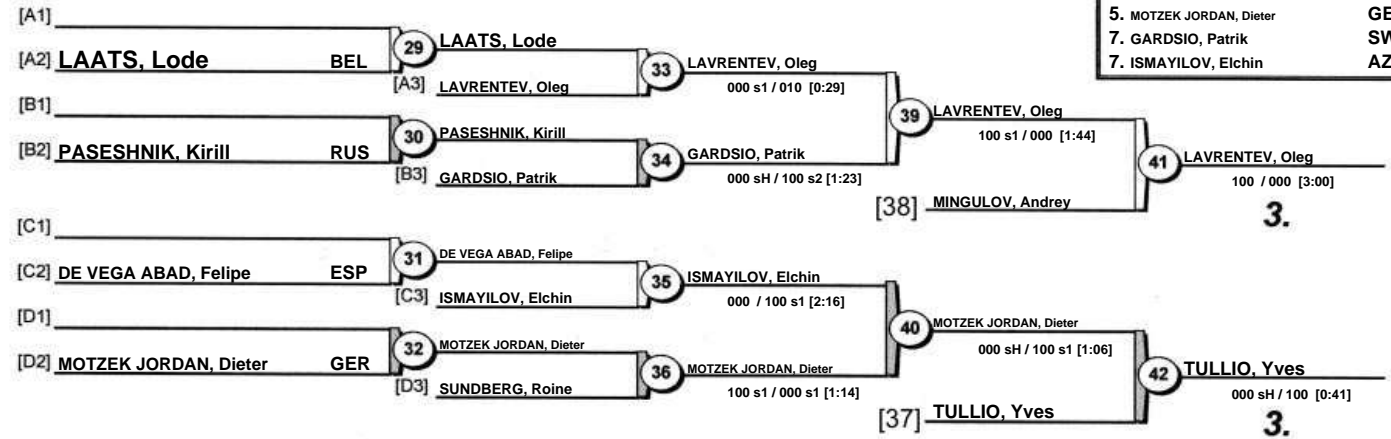 5. MOTZEK JORDAN, Dieter GE
7. GARDSIO, Patrik SW
7. ISMAYILOV, Elchin AZ
[A1]
[A2] LAATS, Lode BEL
29 LAATS, Lode
[A3] LAVRENTEV, Oleg
33 LAVRENTEV, Oleg
000 s1 / 010 [0:29]
[B1]
[B2] PASESHNIK, Kirill RUS
30 PASESHNIK, Kirill
[B3] GARDSIO, Patrik
34 GARDSIO, Patrik
000 sH / 100 s2 [1:23]
39 LAVRENTEV, Oleg
100 s1 / 000 [1:44]
[38] MINGULOV, Andrey
41 LAVRENTEV, Oleg
100 / 000 [3:00]
3.
[C1]
[C2] DE VEGA ABAD, Felipe ESP
31 DE VEGA ABAD, Felipe
[C3] ISMAYILOV, Elchin
35 ISMAYILOV, Elchin
000 / 100 s1 [2:16]
[D1]
[D2] MOTZEK JORDAN, Dieter GER
32 MOTZEK JORDAN, Dieter
[D3] SUNDBERG, Roine
36 MOTZEK JORDAN, Dieter
100 s1 / 000 s1 [1:14]
40 MOTZEK JORDAN, Dieter
000 sH / 100 s1 [1:06]
[37] TULLIO, Yves
42 TULLIO, Yves
000 sH / 100 [0:41]
3.